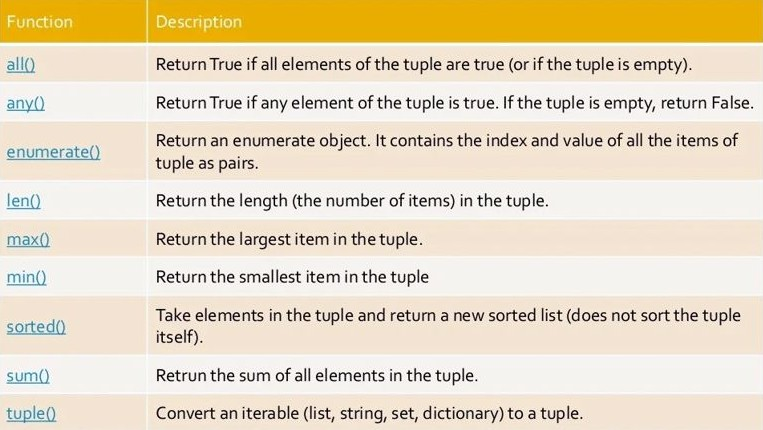 Function Description
all() Return True if all elements of the tuple are true (or if the tuple is empty).
any() Return True if any element of the tuple is true. If the tuple is empty, return False.
enumerate() Return an enumerate object. It contains the index and value of all the items of
tuple as pairs.
len() Return the length (the number of items) in the tuple.
max() Return the largest item in the tuple.
min() Return the smallest item in the tuple
sorted() Take elements in the tuple and return a new sorted list (does not sort the tuple
itself).
sum() Retrun the sum of all elements in the tuple.
tuple() Convert an iterable (list, string, set, dictionary) to a tuple.